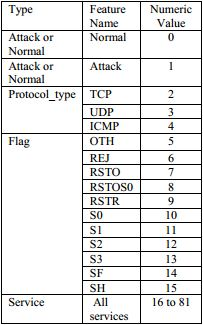 Type Feature Name Numeric Value
Attack or Normal Normal 0
Attack or Normal Attack 1
Protocol_type TCP 2
UDP 3
ICMP 4
Flag OTH 5
REJ 6
RSTO 7
RSTOS0 8
RSTR 9
S0 10
S1 11
S2 12
S3 13
SF 14
SH 15
Service All services 16 to 81